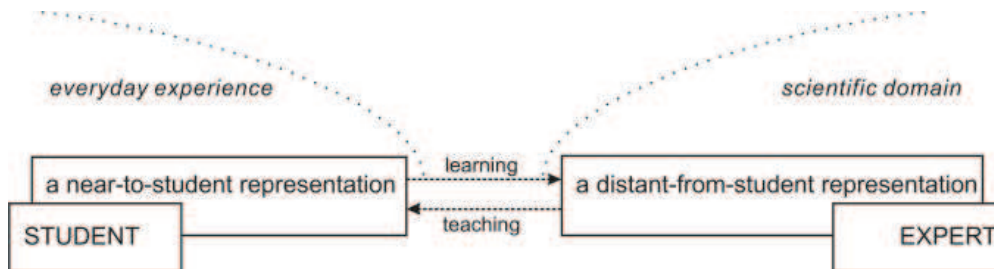 everyday experience
scientific domain
learning
a near-to-student representation
a distant-from-student representation
teaching
STUDENT
EXPERT